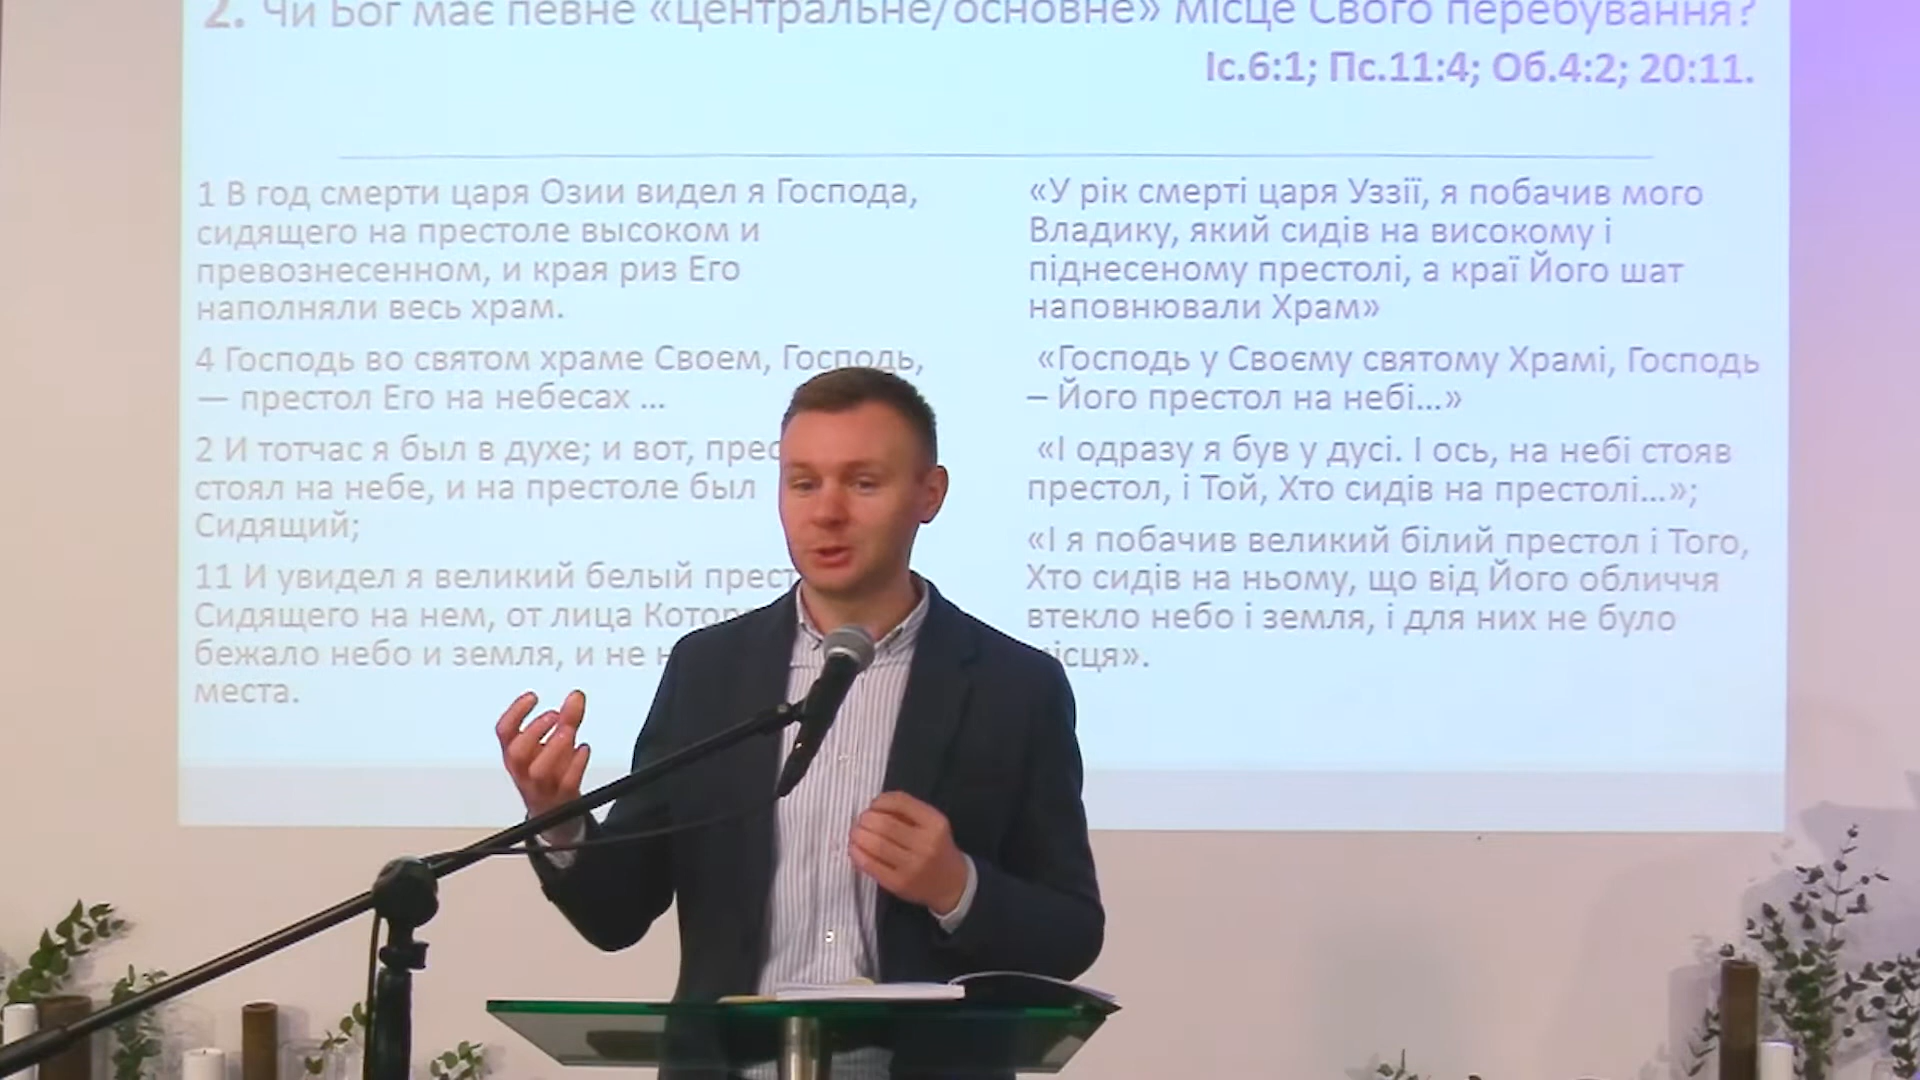 2. Чи Бог має певне «центральне/основне» місце Свого перебування?
Іс.6:1; Пс.11:4; Об.4:2; 20:11.
1 В год смерти царя Озии видел я Господа,
сидящего на престоле высоком и
превознесенном, и края риз Его
наполняли весь храм.
4 Господь во святом храме Своем, Господь,
— престол Его на небесах ...
2 И тотчас я был в духе; и вот,
стоял на небе, и на престоле был
Сидящий;
11 И увидел я великий белый
Сидящего на нем, от лица
бежало небо и земля, и не
места.
«У рік смерті царя Уззії, я побачив мого
Владику, який сидів на високому і
піднесеному престолі, а краї Його шат
наповнювали Храм»
«Господь у Своєму святому Храмі, Господь
– Його престол на небі...»
«І одразу я був у дусі. І ось, на небі стояв
престол, і Той, Хто сидів на престолі...»;
«І я побачив великий білий престол і Того,
Хто сидів на ньому, що від Його обличчя
втекло небо і земля, і для них не було
місця».